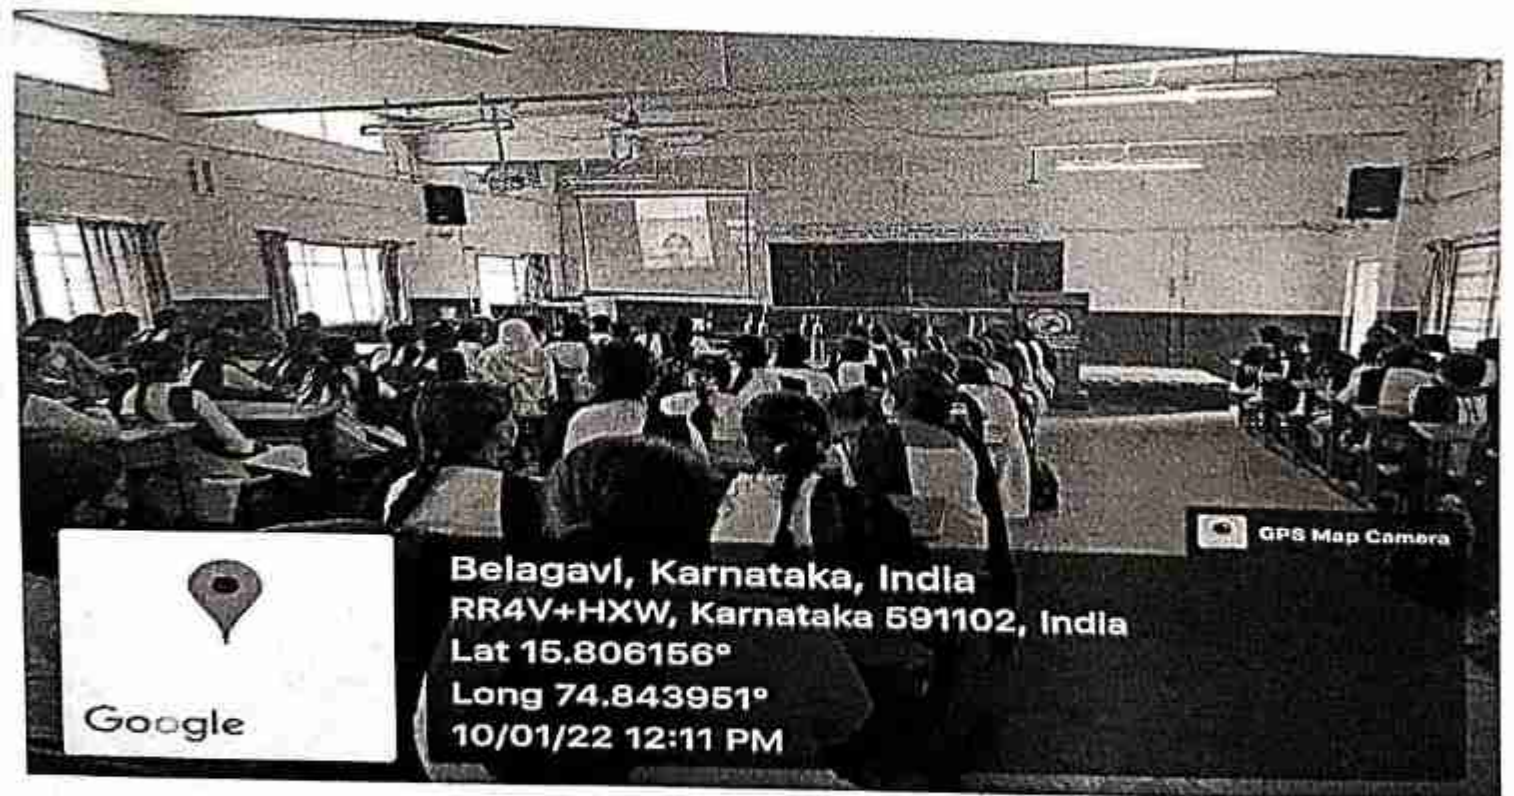 GPS Map Camera
Belagavi, Karnataka, India
RR4V+HXW, Karnataka 591102, India
Lat 15.806156°
Long 74.843951°
10/01/22 12:11 PM
Google